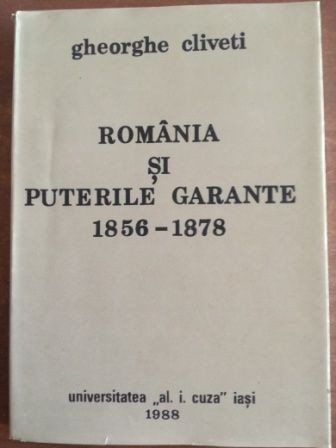 gheorghe cliveti
ROMÂNIA
ȘI
PUTERILE GARANTE
1856-1878
universitatea „al. i. cuza" iași
1988